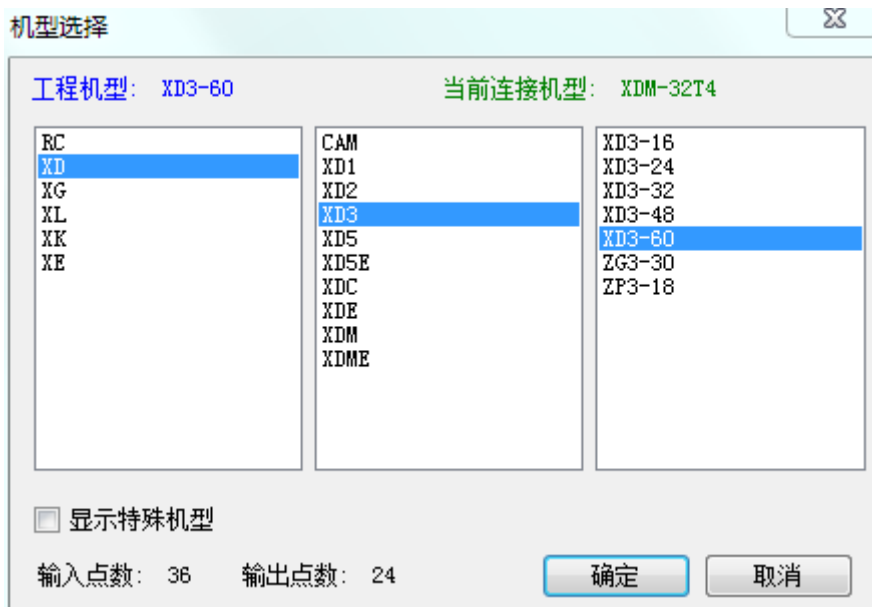 机型选择
工程机型: XD3-60
当前连接机型: XDM-32T4
RC
XD
XG
XL
XK
XE
CAM
XD1
XD2
XD3
XD5
XD5E
XDC
XDE
XDM
XDME
XD3-16
XD3-24
XD3-32
XD3-48
XD3-60
ZG3-30
ZP3-18
显示特殊机型
输入点数: 36 输出点数: 24
确定
取消